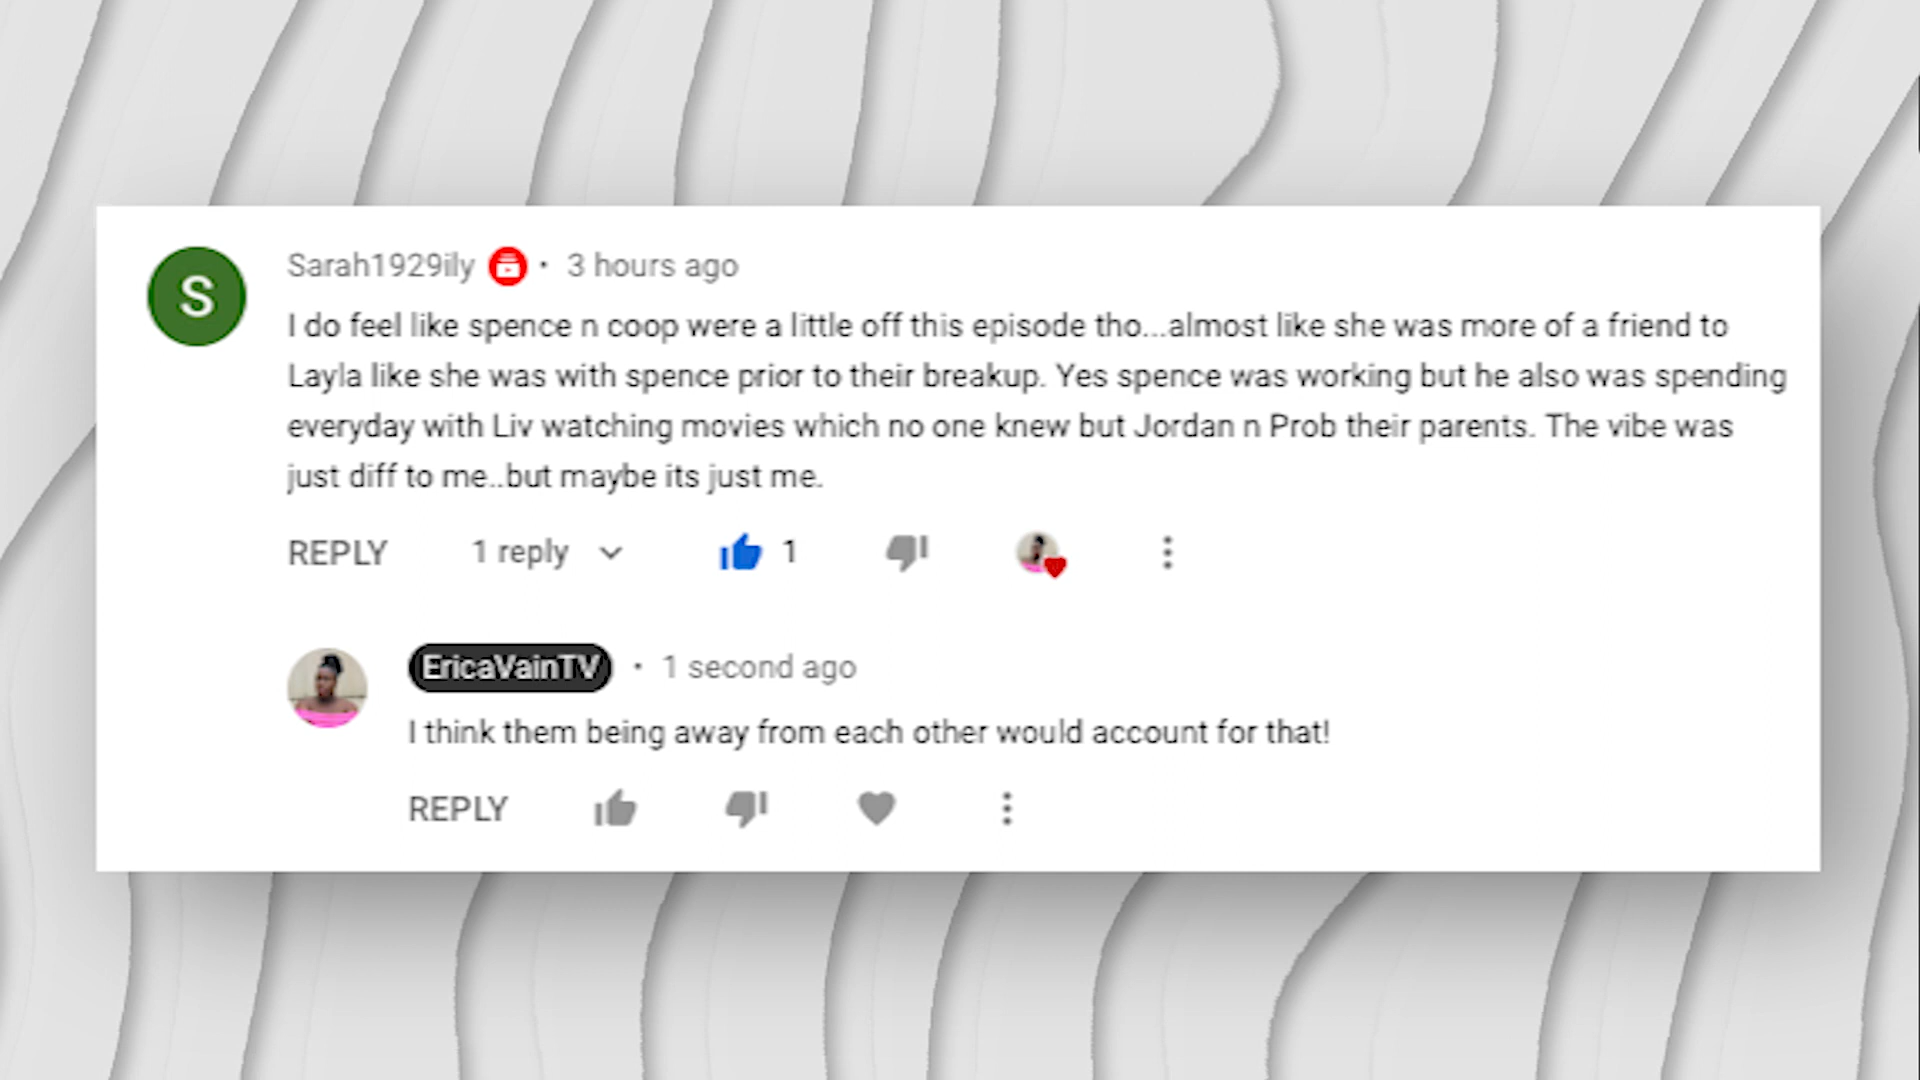 S
Sarah1929ily • 3 hours ago
I do feel like spence n coop were a little off this episode tho...almost like she was more of a friend to
Layla like she was with spence prior to their breakup. Yes spence was working but he also was spending
everyday with Liv watching movies which no one knew but Jordan n Prob their parents. The vibe was
just diff to me..but maybe its just me.
REPLY 1 reply 1
EricaVainTV • 1 second ago
I think them being away from each other would account for that!
REPLY